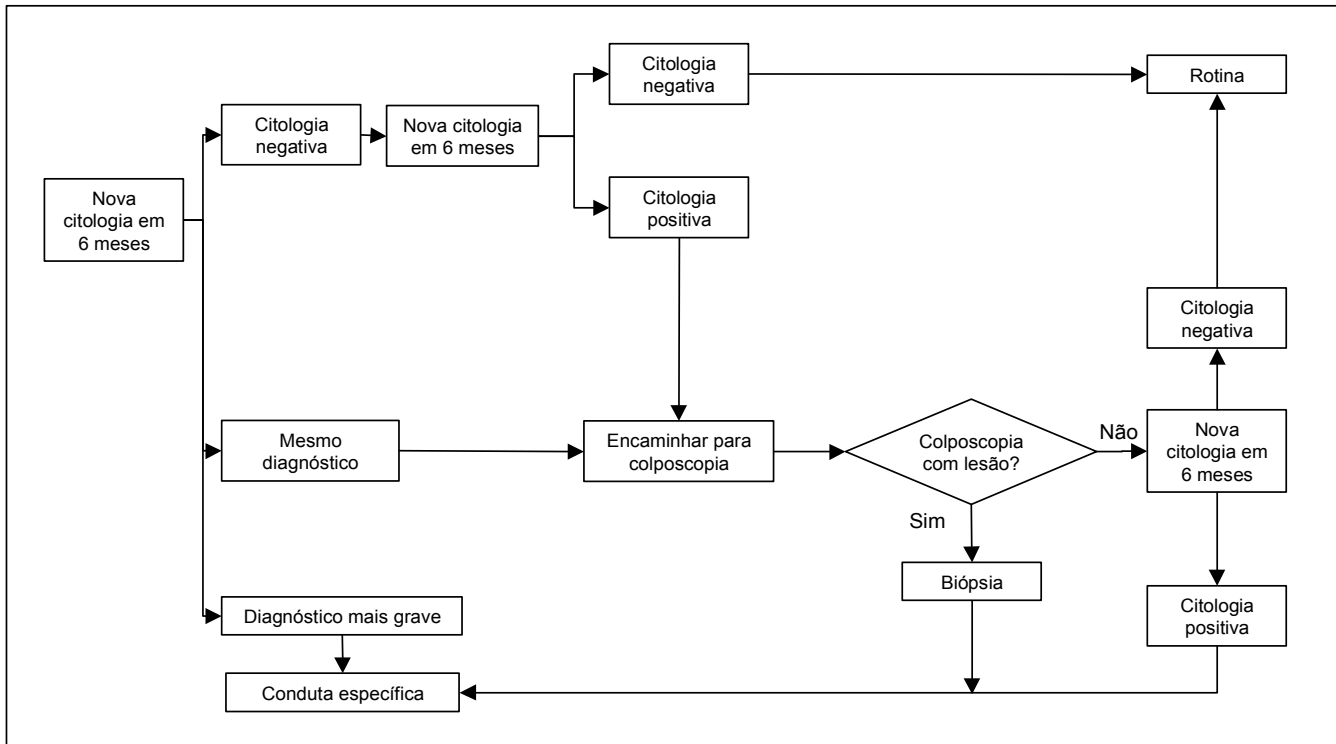 Citologia
negativa
Rotina
Citologia
negativa
Nova citologia
em 6 meses
Nova
citologia em
6 meses
Citologia
positiva
Citologia
negativa
Mesmo
diagnóstico
Encaminhar para
colposcopia
Colposcopia
com lesão?
Não
Nova
citologia em
6 meses
Sim
Biópsia
Diagnóstico mais grave
Citologia
positiva
Conduta específica